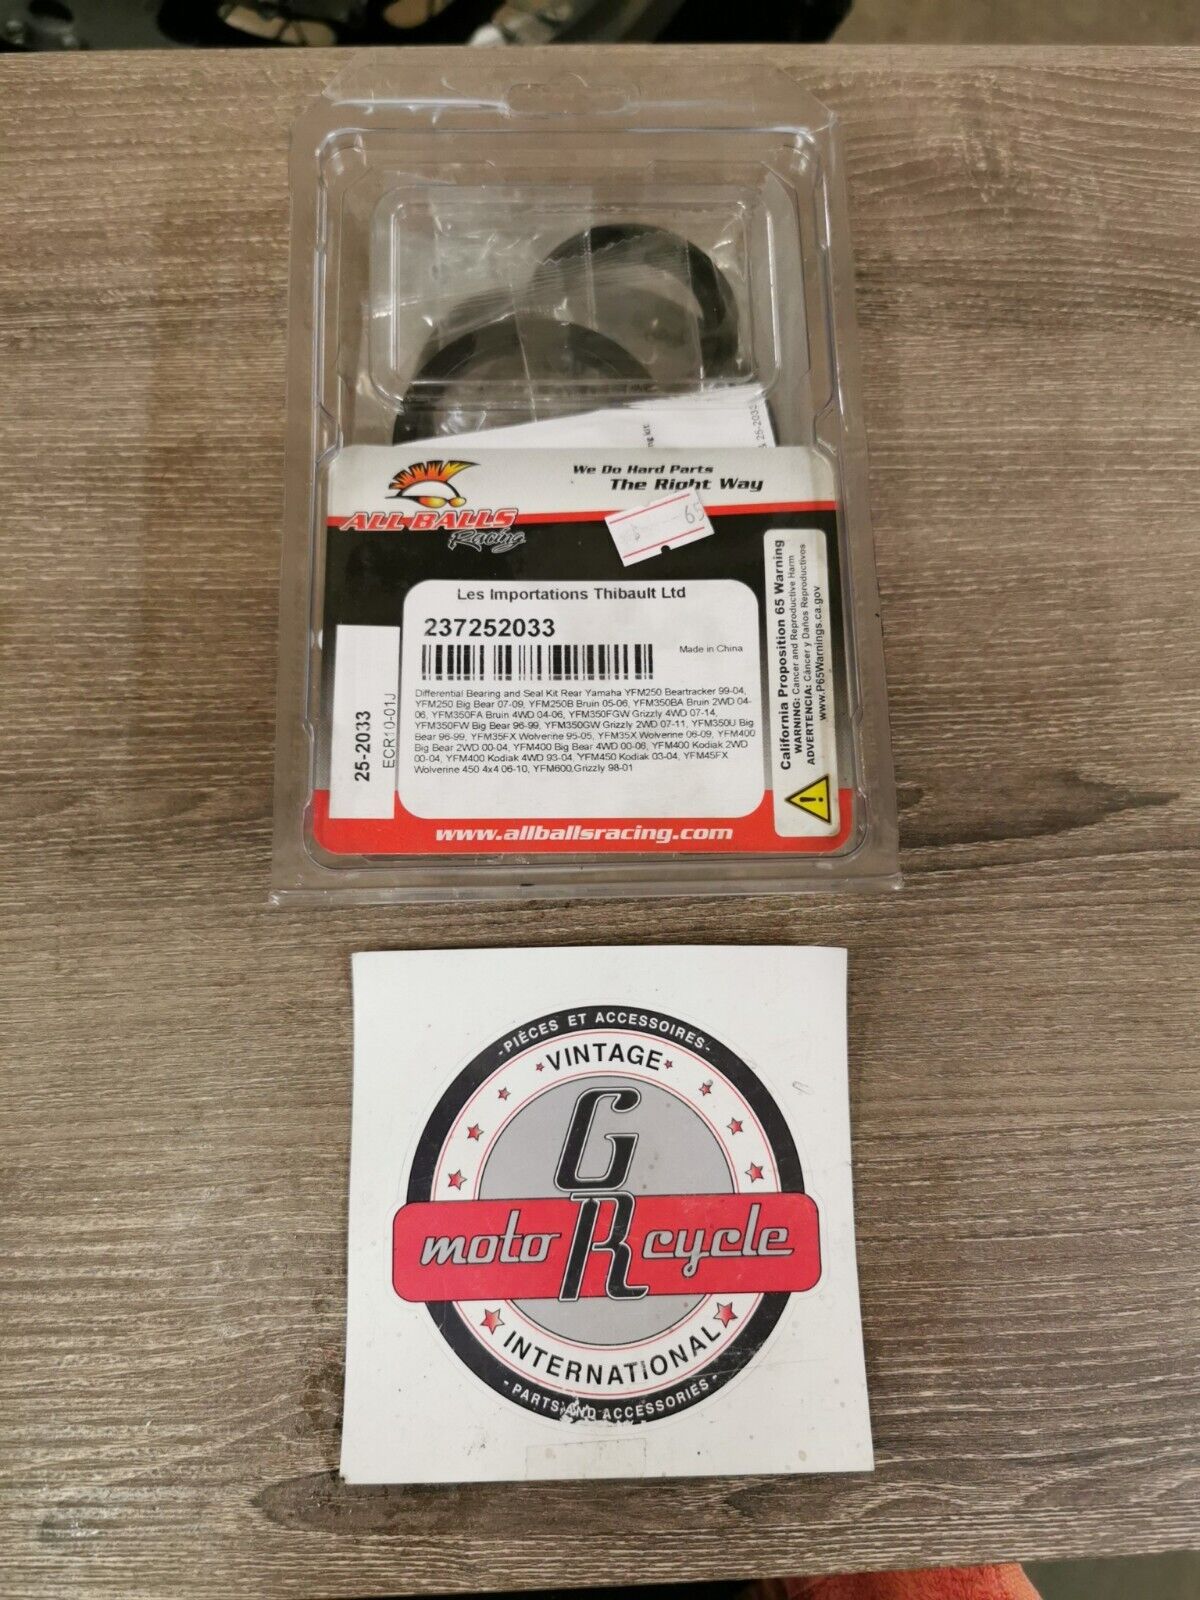 ng kit.
25-2033
We Do Hard Parts
The Right Way
ALL BALLS
Racing
$ 65
Les Importations Thibault Ltd
237252033
Made in China
Differential Bearing and Seal Kit Rear Yamaha YFM250 Beartracker 99-04,
YFM250 Big Bear 07-09, YFM250B Bruin 05-06, YFM350BA Bruin 2WD 04-
06, YFM350FA Bruin 4WD 04-06, YFM350FGW Grizzly 4WD 07-14,
YFM350FW Big Bear 96-99, YFM350GW Grizzly 2WD 07-11, YFM350U Big
Bear 96-99, YFM35FX Wolverine 95-05, YFM35X Wolverine 06-09, YFM400
Big Bear 2WD 00-04, YFM400 Big Bear 4WD 00-06, YFM400 Kodiak 2WD
00-04, YFM400 Kodiak 4WD 93-04, YFM450 Kodiak 03-04, YFM45FX
Wolverine 450 4x4 06-10, YFM600,Grizzly 98-01
25-2033
ECR10-01J
California Proposition 65 Warning
WARNING: Cancer and Reproductive Harm
ADVERTENCIA: Cáncer y Daños Reproductivos
www.P65Warnings.ca.gov
www.allballsracing.com
- PIÈCES ET ACCESSOIRES -
VINTAGE
G
moto R cycle
INTERNATIONAL
- PARTS AND ACCESSORIES -